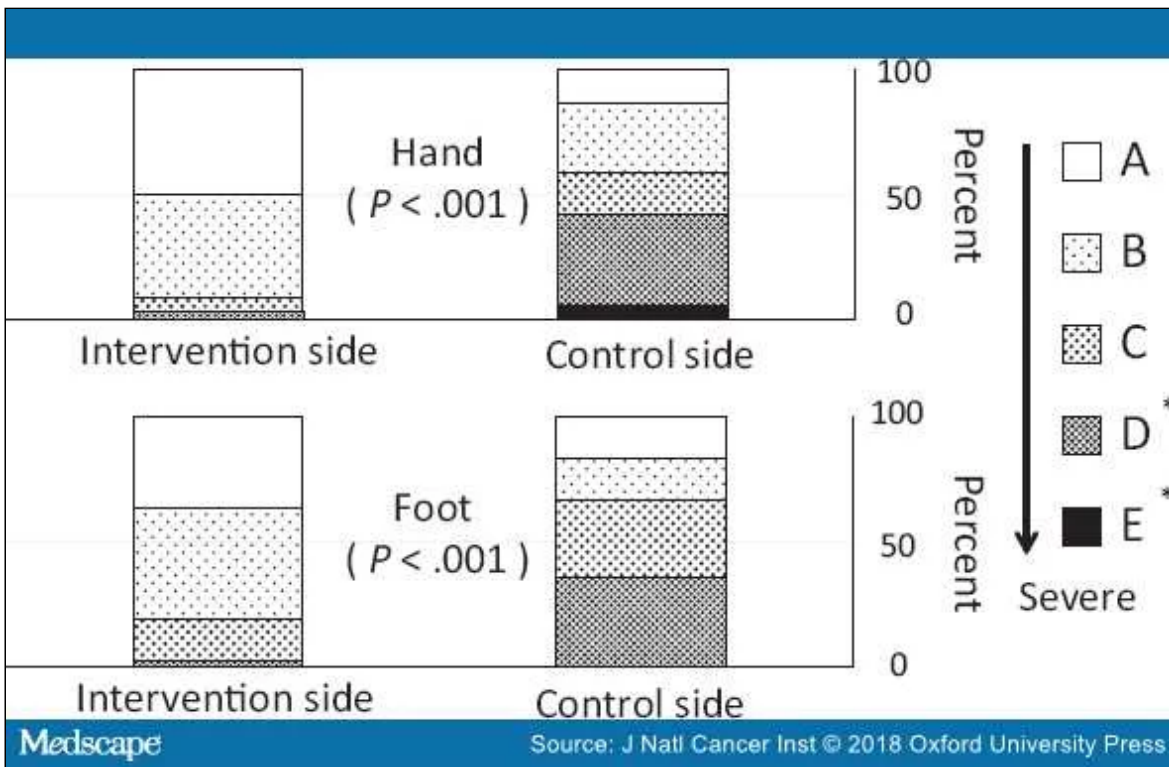 100
Hand
( P < .001 )
50
Percent
0
Intervention side
Control side
100
Foot
( P < .001 )
50
Percent
0
Intervention side
Control side
A
B
C
D *
E *
Severe
Medscape
Source: J Natl Cancer Inst © 2018 Oxford University Press